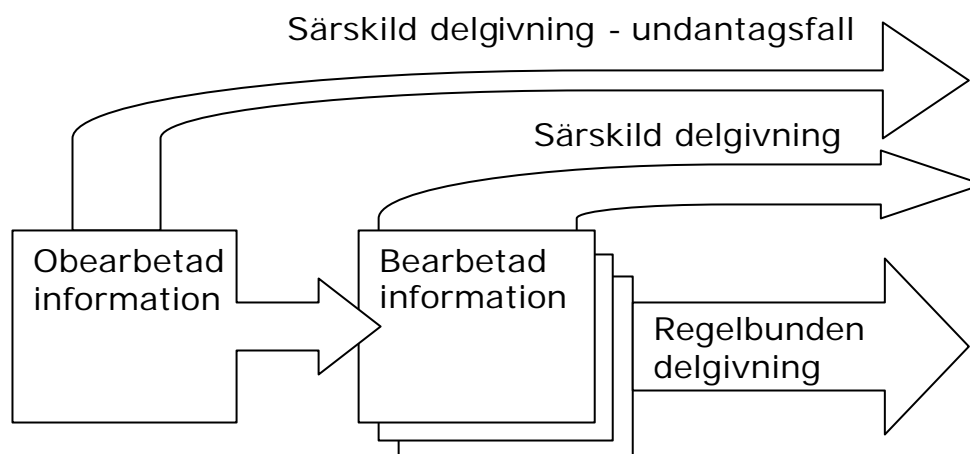 Särskild delgivning - undantagsfall
Särskild delgivning
Obearbetad
information
Bearbetad
information
Regelbunden
delgivning